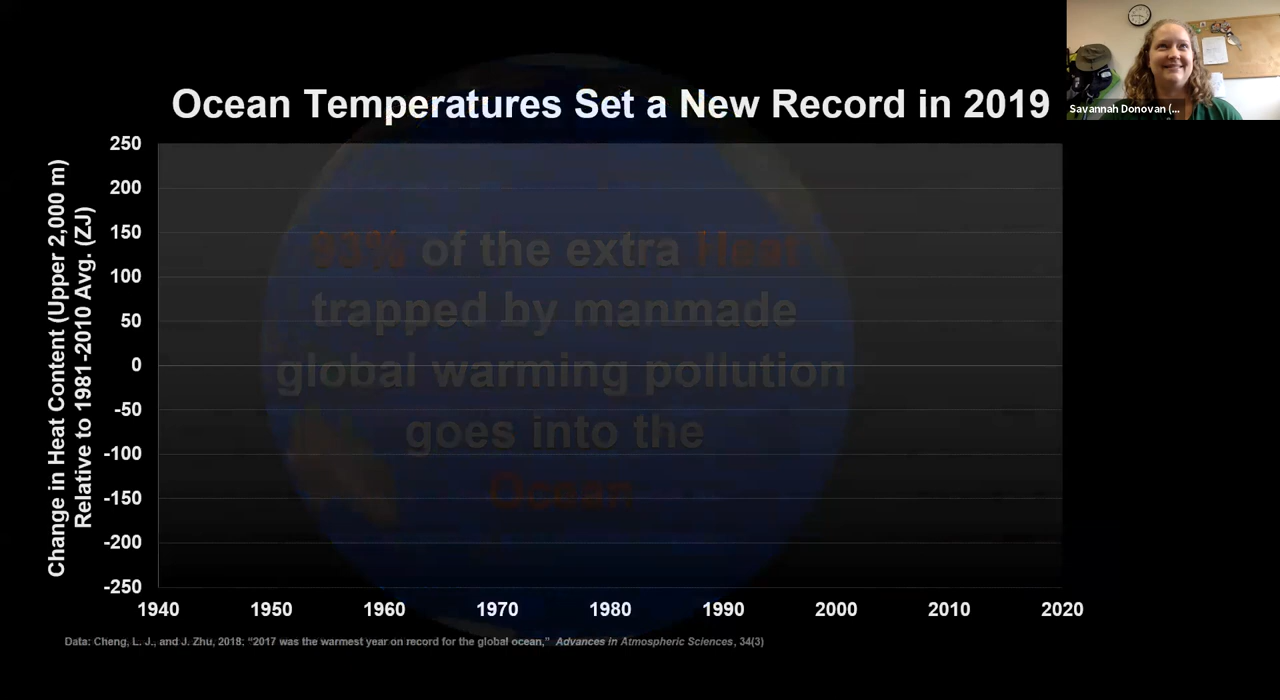 Ocean Temperatures Set a New Record in 2019
Savannah Donovan (...
Change in Heat Content (Upper 2,000 m)
Relative to 1981-2010 Avg. (ZJ)
250
200
150
100
50
0
-50
-100
-150
-200
-250
93% of the extra Heat
trapped by manmade
global warming pollution
goes into the
Ocean
1940 1950 1960 1970 1980 1990 2000 2010 2020
Data: Cheng, L. J., and J. Zhu, 2018: “2017 was the warmest year on record for the global ocean,” Advances in Atmospheric Sciences, 34(3)